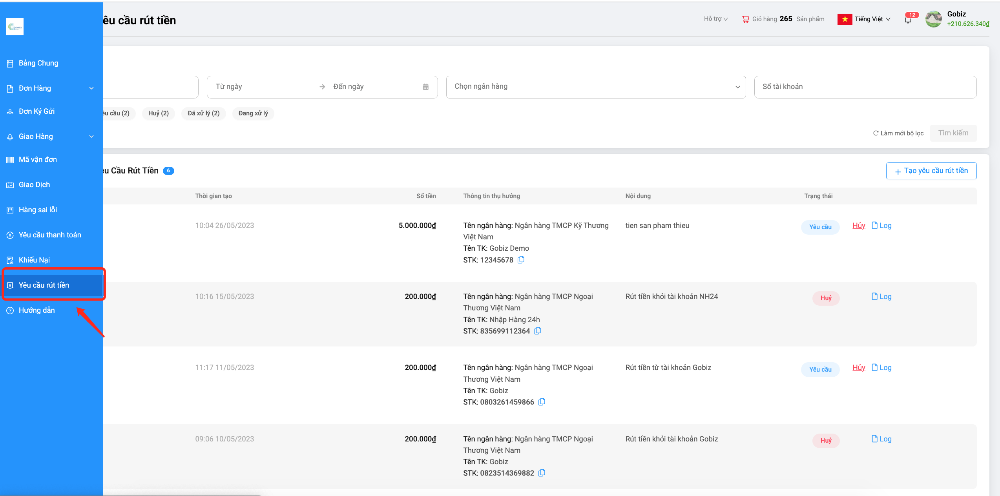 GoBiz
êu cầu rút tiền
Hỗ trợ
Giỏ hàng 265 Sản phẩm
Tiếng Việt
12
Gobiz
+210.626.340₫
Bảng Chung
Đơn Hàng
Đơn Ký Gửi
Giao Hàng
Mã vận đơn
Giao Dịch
Hàng sai lỗi
Yêu cầu thanh toán
Khiếu Nại
Yêu cầu rút tiền
Hướng dẫn
Từ ngày
Đến ngày
Chọn ngân hàng
Số tài khoản
êu cầu (2)
Huỷ (2)
Đã xử lý (2)
Đang xử lý
Làm mới bộ lọc
Tìm kiếm
êu Cầu Rút Tiền 6
+ Tạo yêu cầu rút tiền
Thời gian tạo
Số tiền
Thông tin thụ hưởng
Nội dung
Trạng thái
10:04 26/05/2023
5.000.000₫
Tên ngân hàng: Ngân hàng TMCP Kỹ Thương
Việt Nam
Tên TK: Gobiz Demo
STK: 12345678
tien san pham thieu
Yêu cầu
Hủy
Log
10:16 15/05/2023
200.000₫
Tên ngân hàng: Ngân hàng TMCP Ngoại
Thương Việt Nam
Tên TK: Nhập Hàng 24h
STK: 835699112364
Rút tiền khỏi tài khoản NH24
Huỷ
Log
11:17 11/05/2023
200.000₫
Tên ngân hàng: Ngân hàng TMCP Ngoại
Thương Việt Nam
Tên TK: Gobiz
STK: 0803261459866
Rút tiền từ tài khoản Gobiz
Yêu cầu
Hủy
Log
09:06 10/05/2023
200.000₫
Tên ngân hàng: Ngân hàng TMCP Ngoại
Thương Việt Nam
Tên TK: Gobiz
STK: 0823514369882
Rút tiền khỏi tài khoản Gobiz
Huỷ
Log